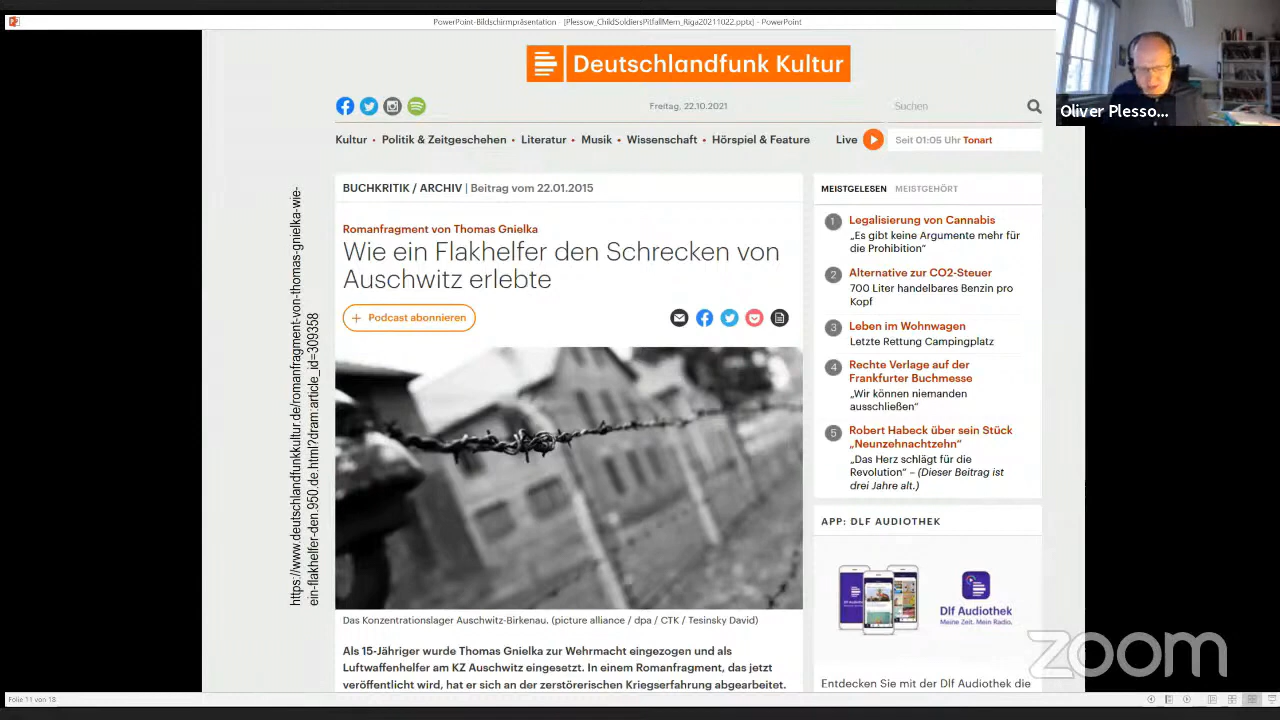 PowerPoint-Bildschirmpräsentation - [Plessow_ChildSoldiersPitfallMem_Riga20211022.pptx] - PowerPoint
Oliver Plesso...
Deutschlandfunk Kultur
Freitag, 22.10.2021
Suchen
Kultur • Politik & Zeitgeschehen • Literatur • Musik • Wissenschaft • Hörspiel & Feature
Live
Seit 01:05 Uhr Tonart
https://www.deutschlandfunkkultur.de/romanfragment-von-thomas-gnielka-wie-
ein-flakhelfer-den.950.de.html?dram:article_id=309358
BUCHKRITIK / ARCHIV | Beitrag vom 22.01.2015
Romanfragment von Thomas Gnielka
Wie ein Flakhelfer den Schrecken von
Auschwitz erlebte
+ Podcast abonnieren
Das Konzentrationslager Auschwitz-Birkenau. (picture alliance / dpa / CTK / Tesinsky David)
Als 15-Jähriger wurde Thomas Gnielka zur Wehrmacht eingezogen und als
Luftwaffenhelfer am KZ Auschwitz eingesetzt. In einem Romanfragment, das jetzt
veröffentlicht wird, hat er sich an der zerstörerischen Kriegserfahrung abgearbeitet.
MEISTGELESEN MEISTGEHÖRT
1 Legalisierung von Cannabis
„Es gibt keine Argumente mehr für
die Prohibition“
2 Alternative zur CO2-Steuer
700 Liter handelbares Benzin pro
Kopf
3 Leben im Wohnwagen
Letzte Rettung Campingplatz
4 Rechte Verlage auf der
Frankfurter Buchmesse
„Wir können niemanden
ausschließen“
5 Robert Habeck über sein Stück
„Neunzehnachtzehn“
„Das Herz schlägt für die
Revolution“ – (Dieser Beitrag ist
drei Jahre alt.)
APP: DLF AUDIOTHEK
Dlf Audiothek
Meine Zeit. Mein Radio.
Entdecken Sie mit der Dlf Audiothek die
zoom
Folie 11 von 18